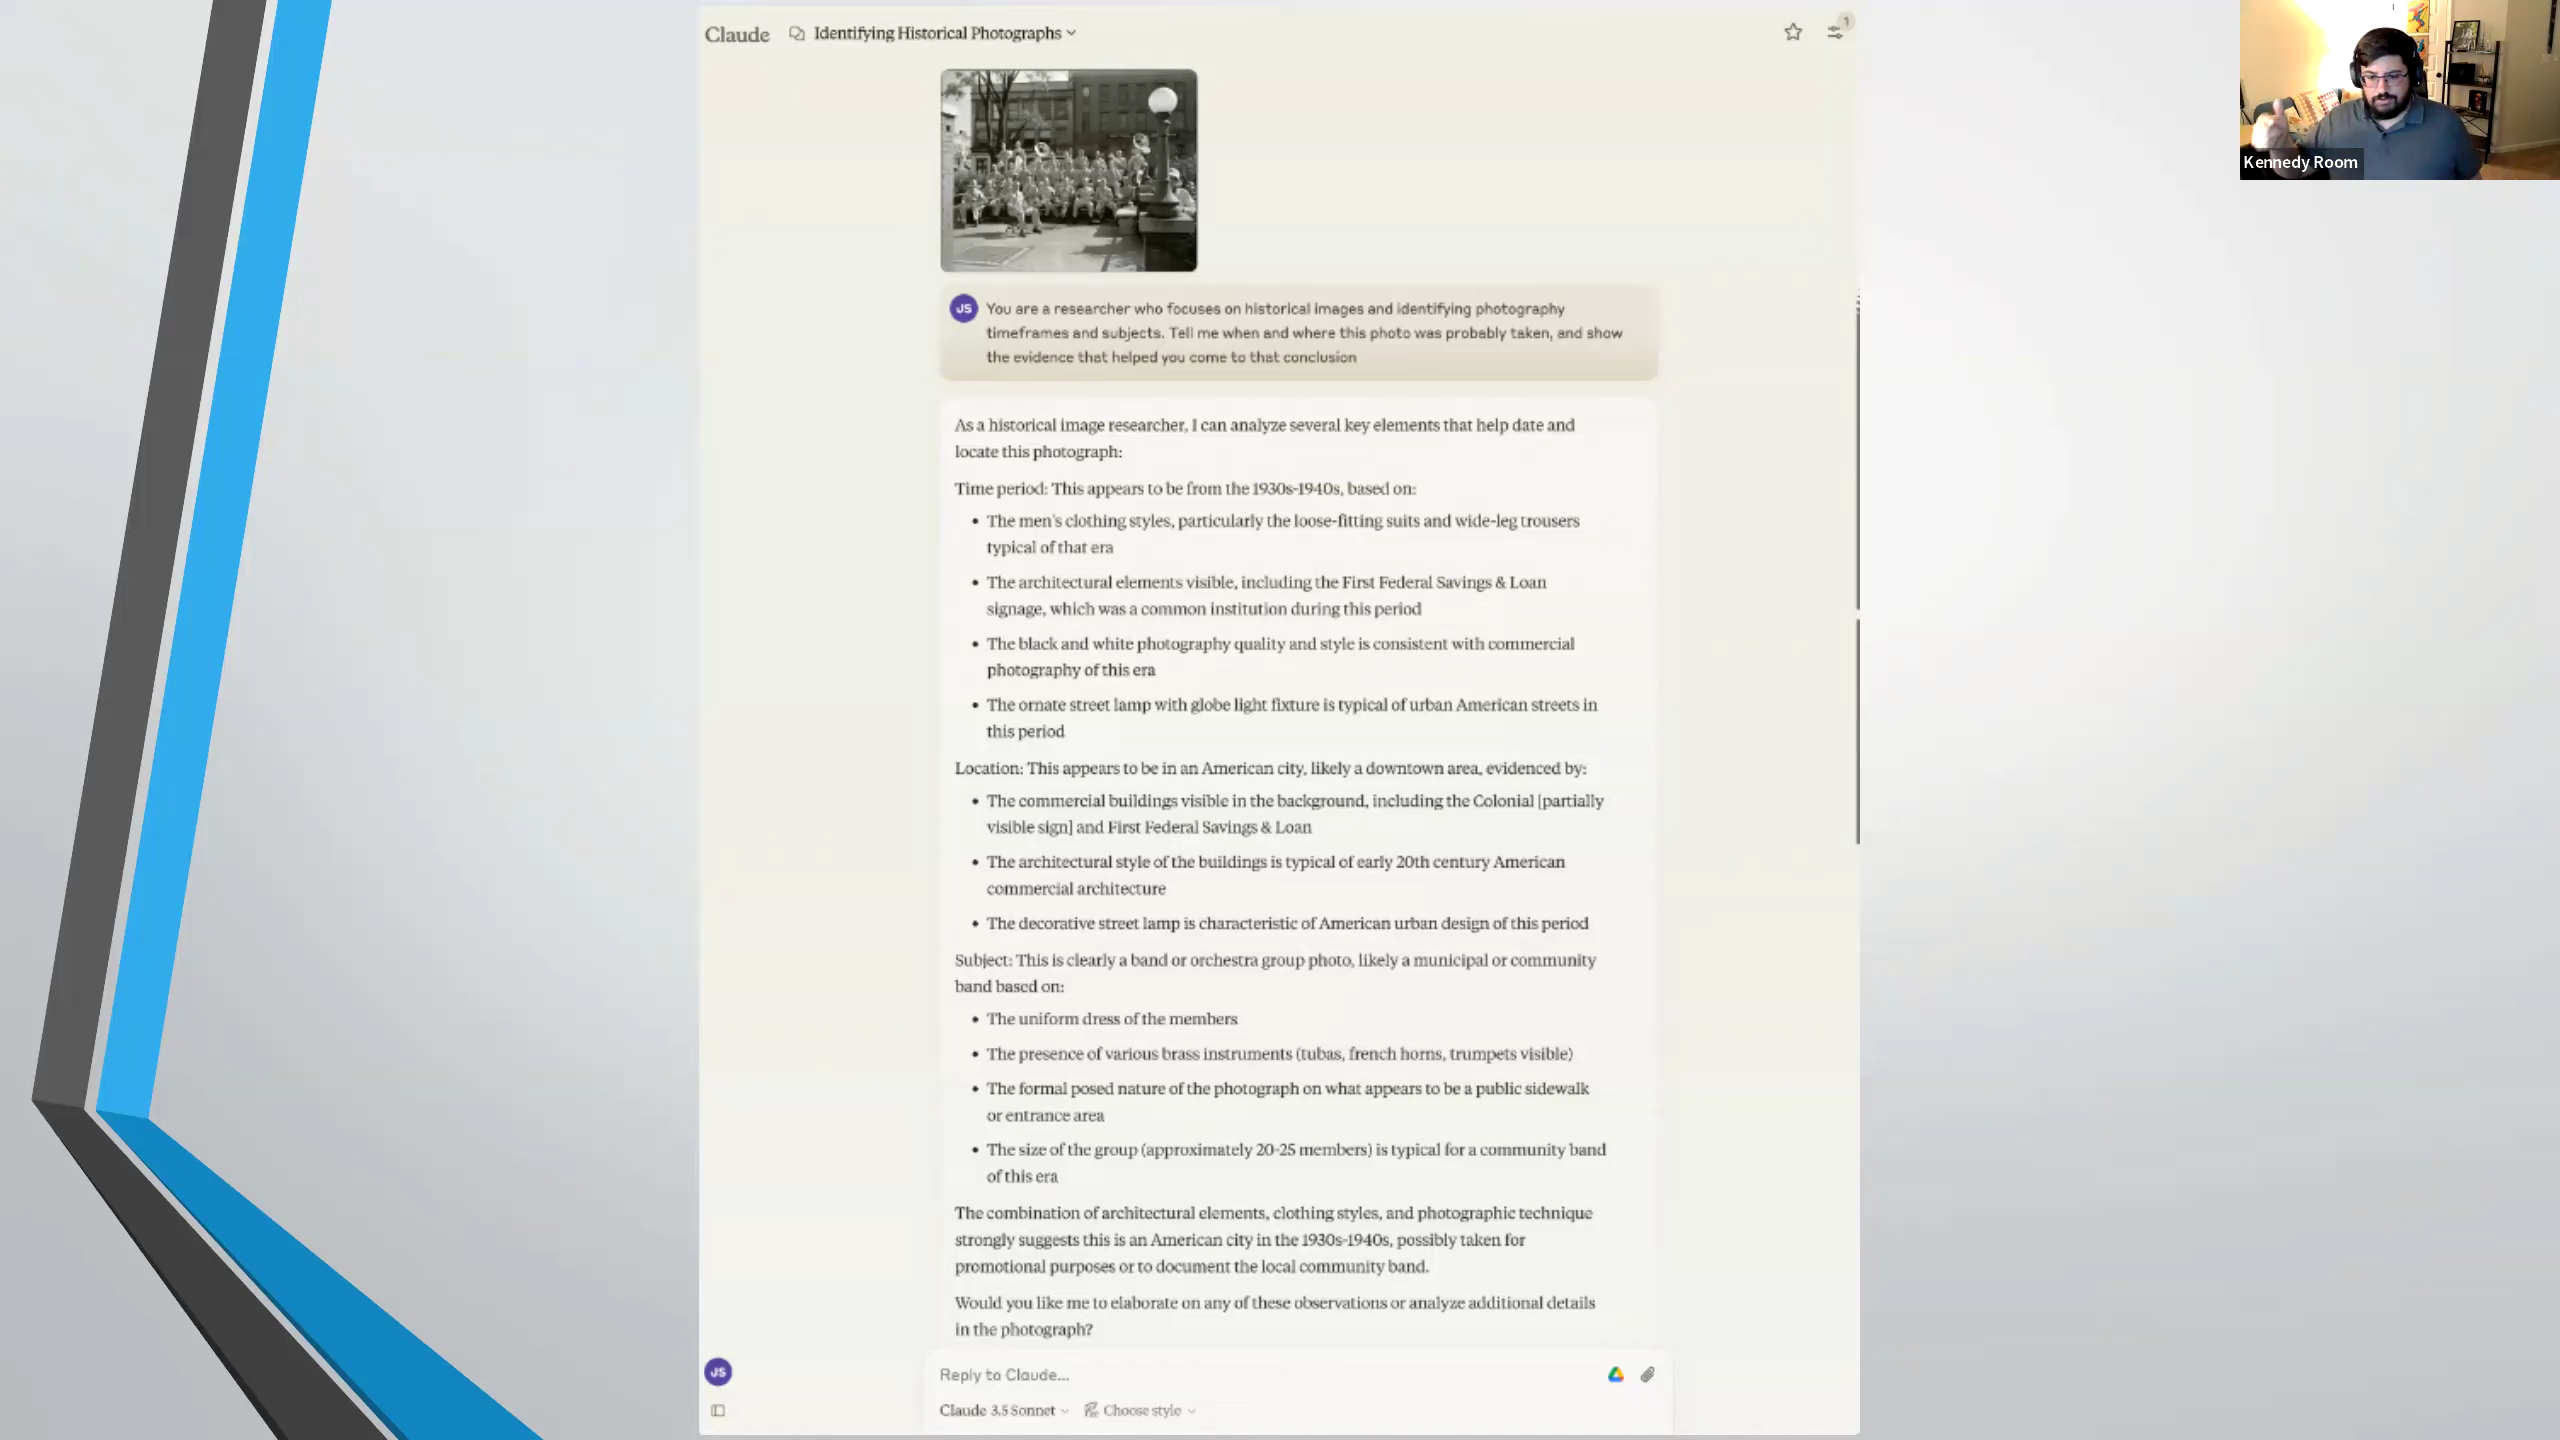 Claude
Identifying Historical Photographs
1
Kennedy Room
JS
You are a researcher who focuses on historical images and identifying photography
timeframes and subjects. Tell me when and where this photo was probably taken, and show
the evidence that helped you come to that conclusion
As a historical image researcher, I can analyze several key elements that help date and
locate this photograph:
Time period: This appears to be from the 1930s-1940s, based on:
• The men's clothing styles, particularly the loose-fitting suits and wide-leg trousers
typical of that era
• The architectural elements visible, including the First Federal Savings & Loan
signage, which was a common institution during this period
• The black and white photography quality and style is consistent with commercial
photography of this era
• The ornate street lamp with globe light fixture is typical of urban American streets in
this period
Location: This appears to be in an American city, likely a downtown area, evidenced by:
• The commercial buildings visible in the background, including the Colonial [partially
visible sign] and First Federal Savings & Loan
• The architectural style of the buildings is typical of early 20th century American
commercial architecture
• The decorative street lamp is characteristic of American urban design of this period
Subject: This is clearly a band or orchestra group photo, likely a municipal or community
band based on:
• The uniform dress of the members
• The presence of various brass instruments (tubas, french horns, trumpets visible)
• The formal posed nature of the photograph on what appears to be a public sidewalk
or entrance area
• The size of the group (approximately 20-25 members) is typical for a community band
of this era
The combination of architectural elements, clothing styles, and photographic technique
strongly suggests this is an American city in the 1930s-1940s, possibly taken for
promotional purposes or to document the local community band.
Would you like me to elaborate on any of these observations or analyze additional details
in the photograph?
JS
Reply to Claude...
Claude 3.5 Sonnet
Choose style